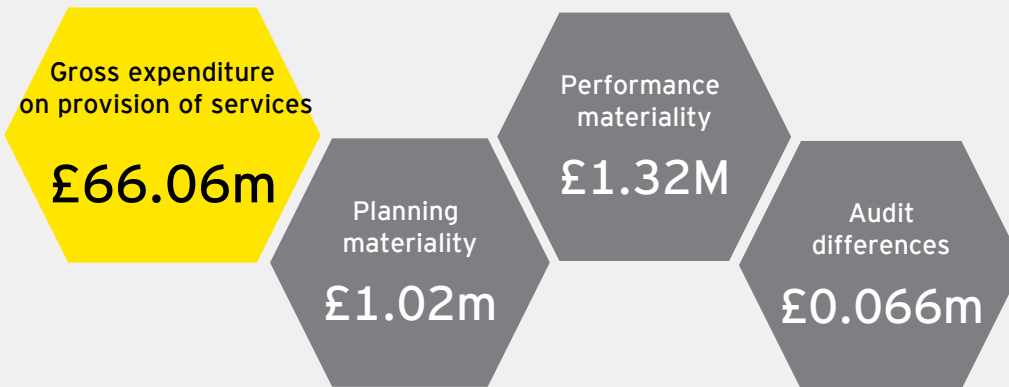 Gross expenditure
on provision of services
£66.06m
Planning
materiality
£1.02m
Performance
materiality
£1.32M
Audit
differences
£0.066m